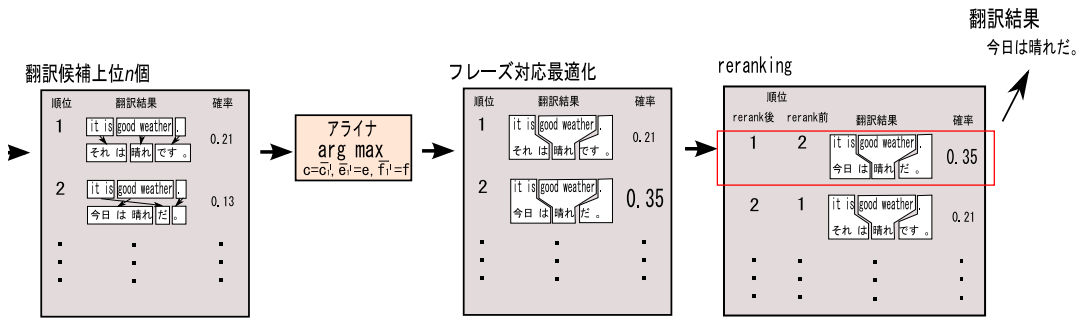 翻訳結果
今日は晴れだ。
翻訳候補上位n個
順位 翻訳結果 確率
1 it is good weather . 0.21
それ は 晴れ です 。
2 it is good weather . 0.13
今日 は 晴れ だ 。
アライナ
arg max
フレーズ対応最適化
順位 翻訳結果 確率
1 it is good weather . 0.21
それ は 晴れ です 。
2 it is good weather . 0.35
今日 は 晴れ だ 。
reranking
順位
rerank後 rerank前 翻訳結果 確率
1 2 it is good weather . 0.35
今日 は 晴れ だ 。
2 1 it is good weather . 0.21
それ は 晴れ です 。